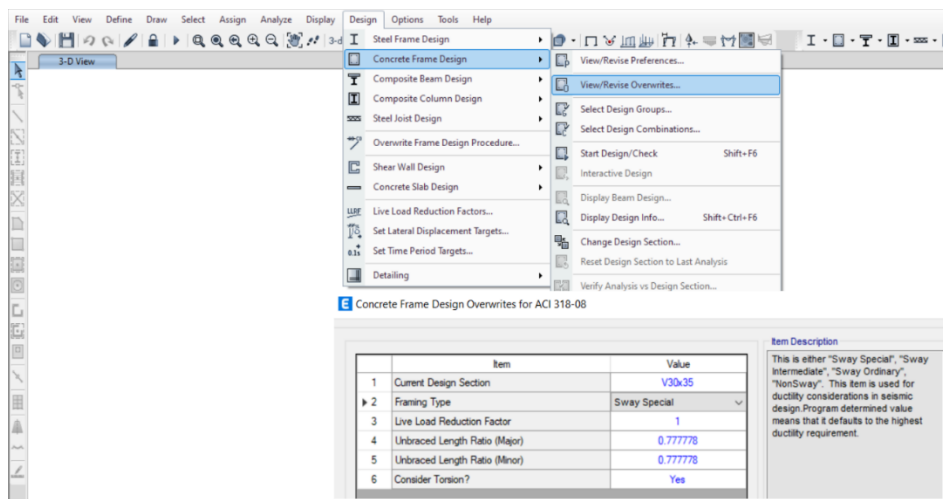 File Edit View Define Draw Select Assign Analyze Display Design Options Tools Help
3-d
3-D View
Steel Frame Design
Concrete Frame Design
Composite Beam Design
Composite Column Design
Steel Joist Design
Overwrite Frame Design Procedure...
Shear Wall Design
Concrete Slab Design
LLRF Live Load Reduction Factors...
Set Lateral Displacement Targets...
0.1s Set Time Period Targets...
Detailing
View/Revise Preferences...
View/Revise Overwrites...
Select Design Groups...
Select Design Combinations...
Start Design/Check Shift+F6
Interactive Design
Display Beam Design...
Display Design Info... Shift+Ctrl+F6
Change Design Section...
Reset Design Section to Last Analysis
Verify Analysis vs Design Section...
E Concrete Frame Design Overwrites for ACI 318-08
Item Value
1 Current Design Section V30x35
2 Framing Type Sway Special
3 Live Load Reduction Factor 1
4 Unbraced Length Ratio (Major) 0.777778
5 Unbraced Length Ratio (Minor) 0.777778
6 Consider Torsion? Yes
Item Description
This is either "Sway Special", "Sway
Intermediate", "Sway Ordinary",
"NonSway". This item is used for
ductility considerations in seismic
design.Program determined value
means that it defaults to the highest
ductility requirement.